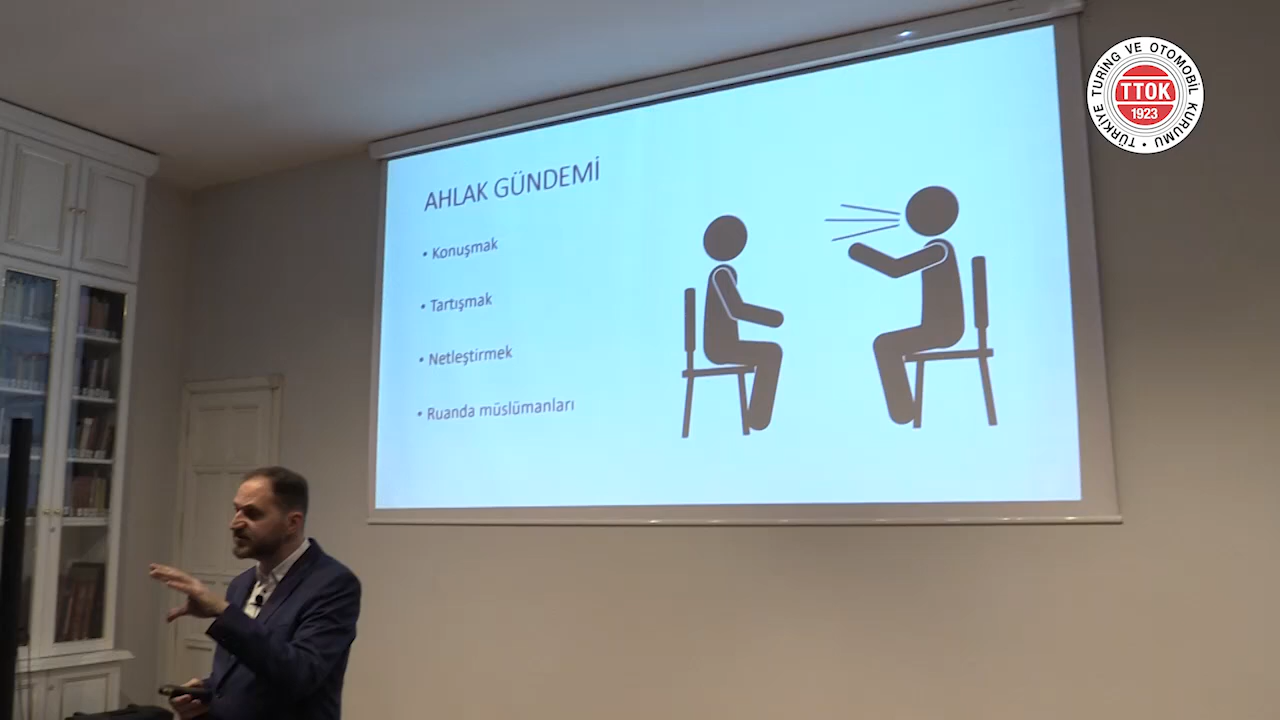 AHLAK GÜNDEMİ
• Konuşmak
• Tartışmak
• Netleştirmek
• Ruanda müslümanları
TÜRKİYE TURİNG VE OTOMOBİL KURUMU •
TTOK
1923